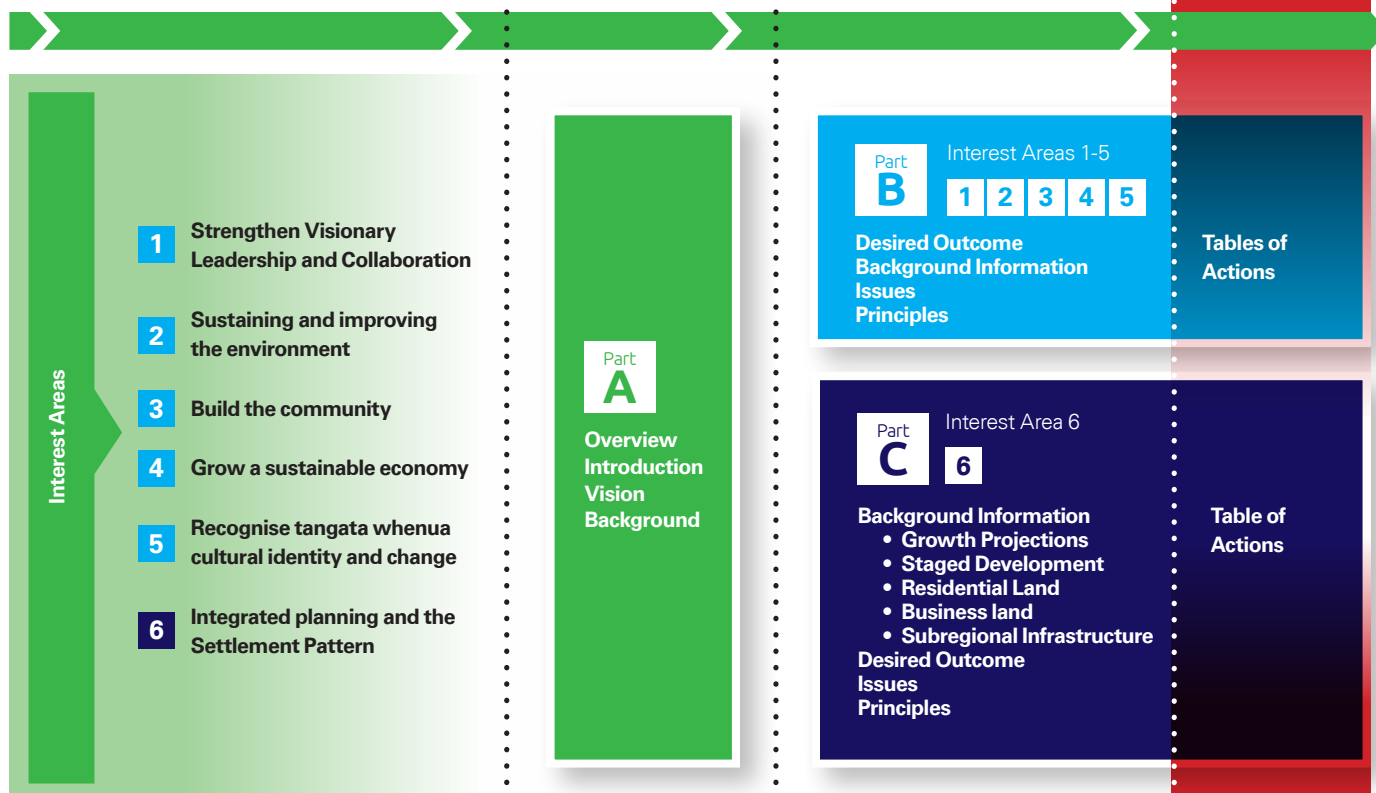 Interest Areas
1
Strengthen Visionary
Leadership and Collaboration
2
Sustaining and improving
the environment
3
Build the community
4
Grow a sustainable economy
5
Recognise tangata whenua
cultural identity and change
6
Integrated planning and the
Settlement Pattern
Part
A
Overview
Introduction
Vision
Background
Part
B
Interest Areas 1-5
1 2 3 4 5
Desired Outcome
Background Information
Issues
Principles
Tables of
Actions
Part
C
Interest Area 6
6
Background Information
• Growth Projections
• Staged Development
• Residential Land
• Business land
• Subregional Infrastructure
Desired Outcome
Issues
Principles
Table of
Actions